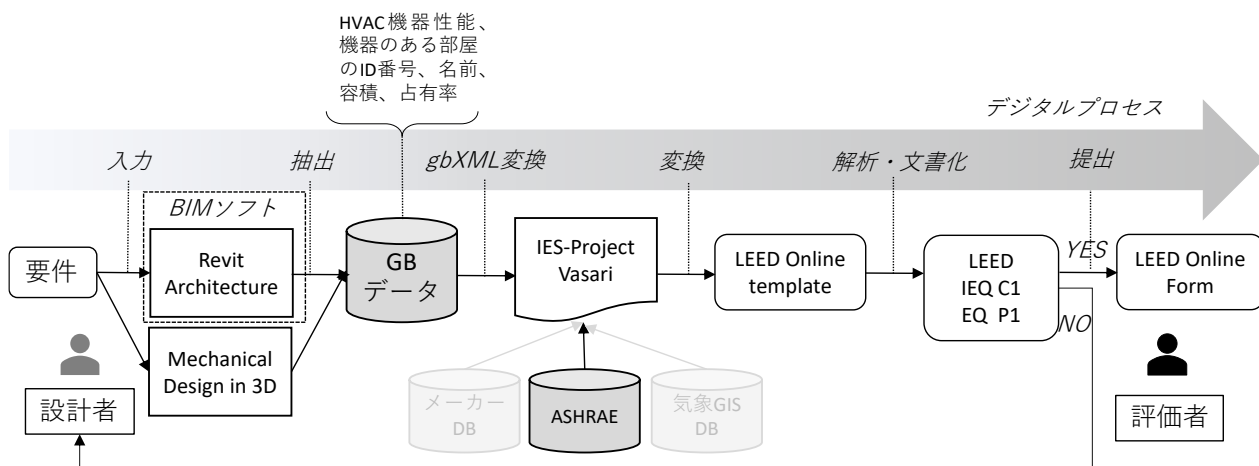 HVAC機器性能、
機器のある部屋
のID番号、名前、
容積、占有率
デジタルプロセス
入力
抽出
gbXML変換
変換
解析・文書化
提出
BIMソフト
要件
Revit
Architecture
Mechanical
Design in 3D
GB
データ
IES-Project
Vasari
LEED Online
template
LEED
IEQ C1
EQ P1
YES
NO
LEED Online
Form
設計者
メーカー
DB
ASHRAE
気象GIS
DB
評価者